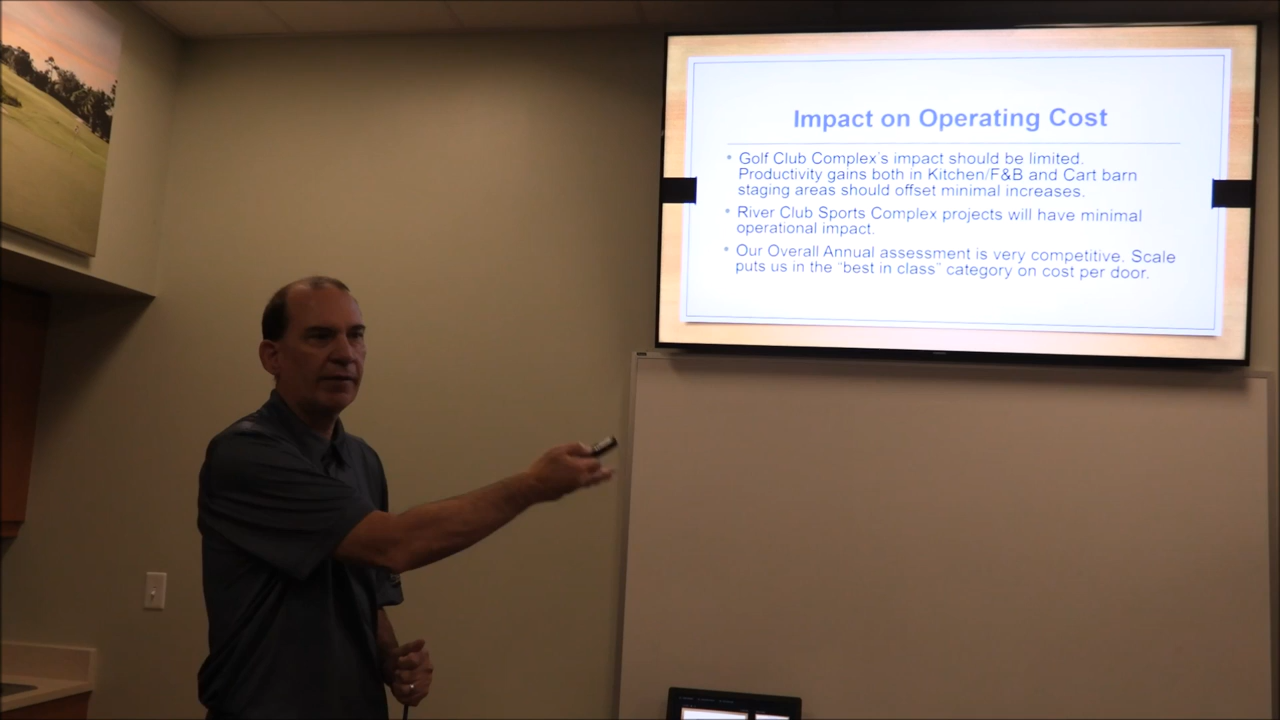 Impact on Operating Cost
• Golf Club Complex's impact should be limited.
Productivity gains both in Kitchen/F&B and Cart barn
staging areas should offset minimal increases.
• River Club Sports Complex projects will have minimal
operational impact.
• Our Overall Annual assessment is very competitive. Scale
puts us in the "best in class" category on cost per door.